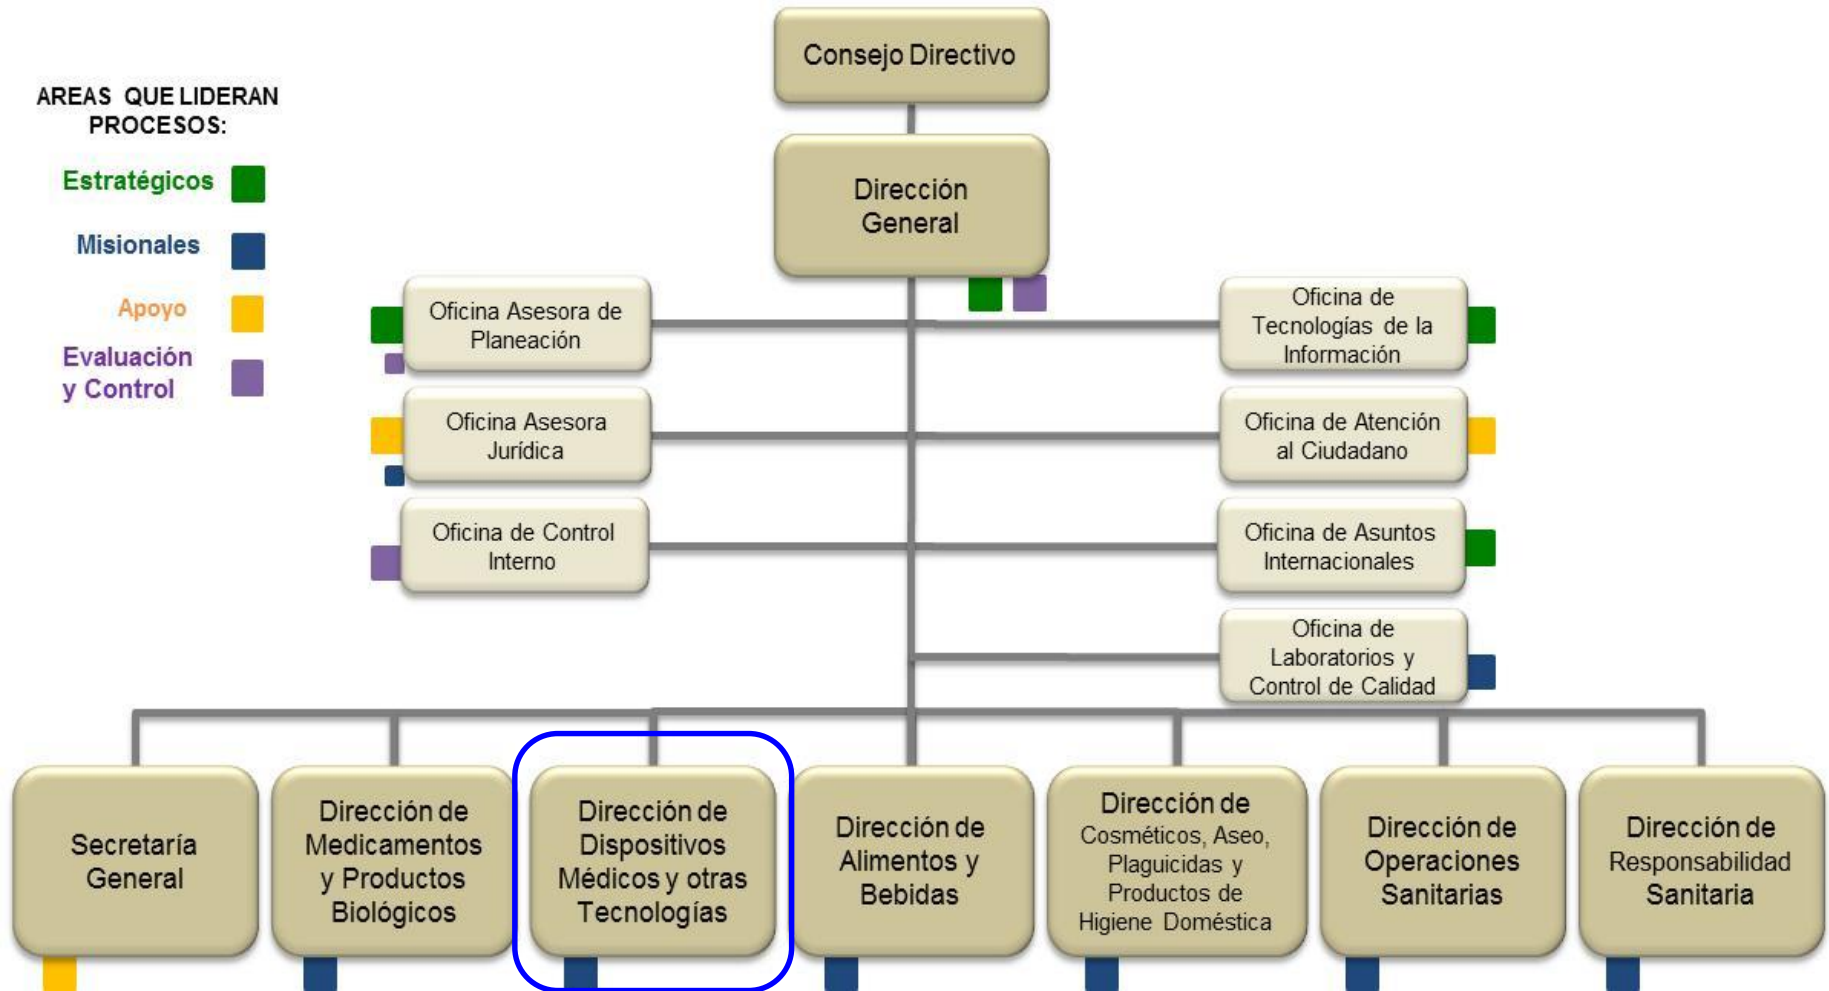 Consejo Directivo
AREAS QUE LIDERAN
PROCESOS:
Estratégicos
Misionales
Apoyo
Evaluación
y Control
Dirección
General
Oficina Asesora de
Planeación
Oficina de
Tecnologías de la
Información
Oficina Asesora
Jurídica
Oficina de Atención
al Ciudadano
Oficina de Control
Interno
Oficina de Asuntos
Internacionales
Oficina de
Laboratorios y
Control de Calidad
Secretaría
General
Dirección de
Medicamentos
y Productos
Biológicos
Dirección de
Dispositivos
Médicos y otras
Tecnologías
Dirección de
Alimentos y
Bebidas
Dirección de
Cosméticos, Aseo,
Plaguicidas y
Productos de
Higiene Doméstica
Dirección de
Operaciones
Sanitarias
Dirección de
Responsabilidad
Sanitaria